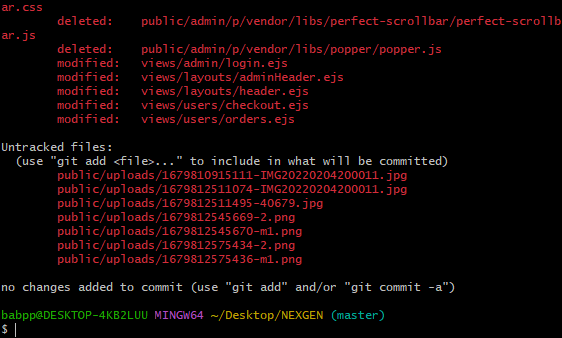 ar.css
deleted: public/admin/p/vendor/libs/perfect-scrollbar/perfect-scrollb
ar.js
deleted: public/admin/p/vendor/libs/popper/popper.js
modified: views/admin/login.ejs
modified: views/layouts/adminHeader.ejs
modified: views/layouts/header.ejs
modified: views/users/checkout.ejs
modified: views/users/orders.ejs
Untracked files:
(use "git add <file>..." to include in what will be committed)
public/uploads/1679810915111-IMG20220204200011.jpg
public/uploads/1679812511074-IMG20220204200011.jpg
public/uploads/1679812511495-40679.jpg
public/uploads/1679812545669-2.png
public/uploads/1679812545670-m1.png
public/uploads/1679812575434-2.png
public/uploads/1679812575436-m1.png
no changes added to commit (use "git add" and/or "git commit -a")
babpp@DESKTOP-4KB2LUU MINGW64 ~/Desktop/NEXGEN (master)
$